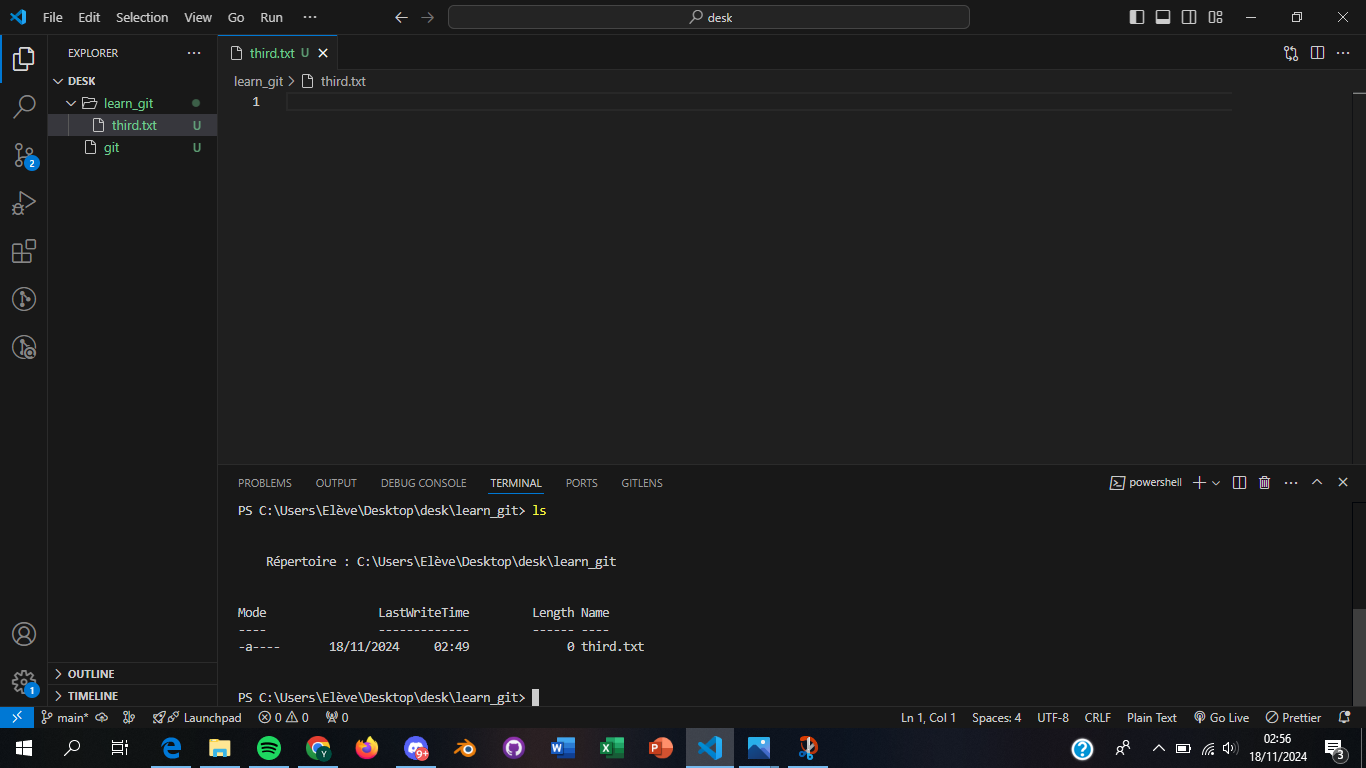 File Edit Selection View Go Run ··· desk
EXPLORER ···
DESK
learn_git
third.txt U
git U
2
OUTLINE
TIMELINE
1
third.txt U
learn_git > third.txt
1
PROBLEMS OUTPUT DEBUG CONSOLE TERMINAL PORTS GITLENS powershell
PS C:\Users\Elève\Desktop\desk\learn_git> ls
Répertoire : C:\Users\Elève\Desktop\desk\learn_git
Mode LastWriteTime Length Name
---- ------------- ------ ----
-a---- 18/11/2024 02:49 0 third.txt
PS C:\Users\Elève\Desktop\desk\learn_git>
main* Launchpad 0 0 0 Ln 1, Col 1 Spaces: 4 UTF-8 CRLF Plain Text Go Live Prettier
Y 9+ W X P ? 02:56
18/11/2024 3